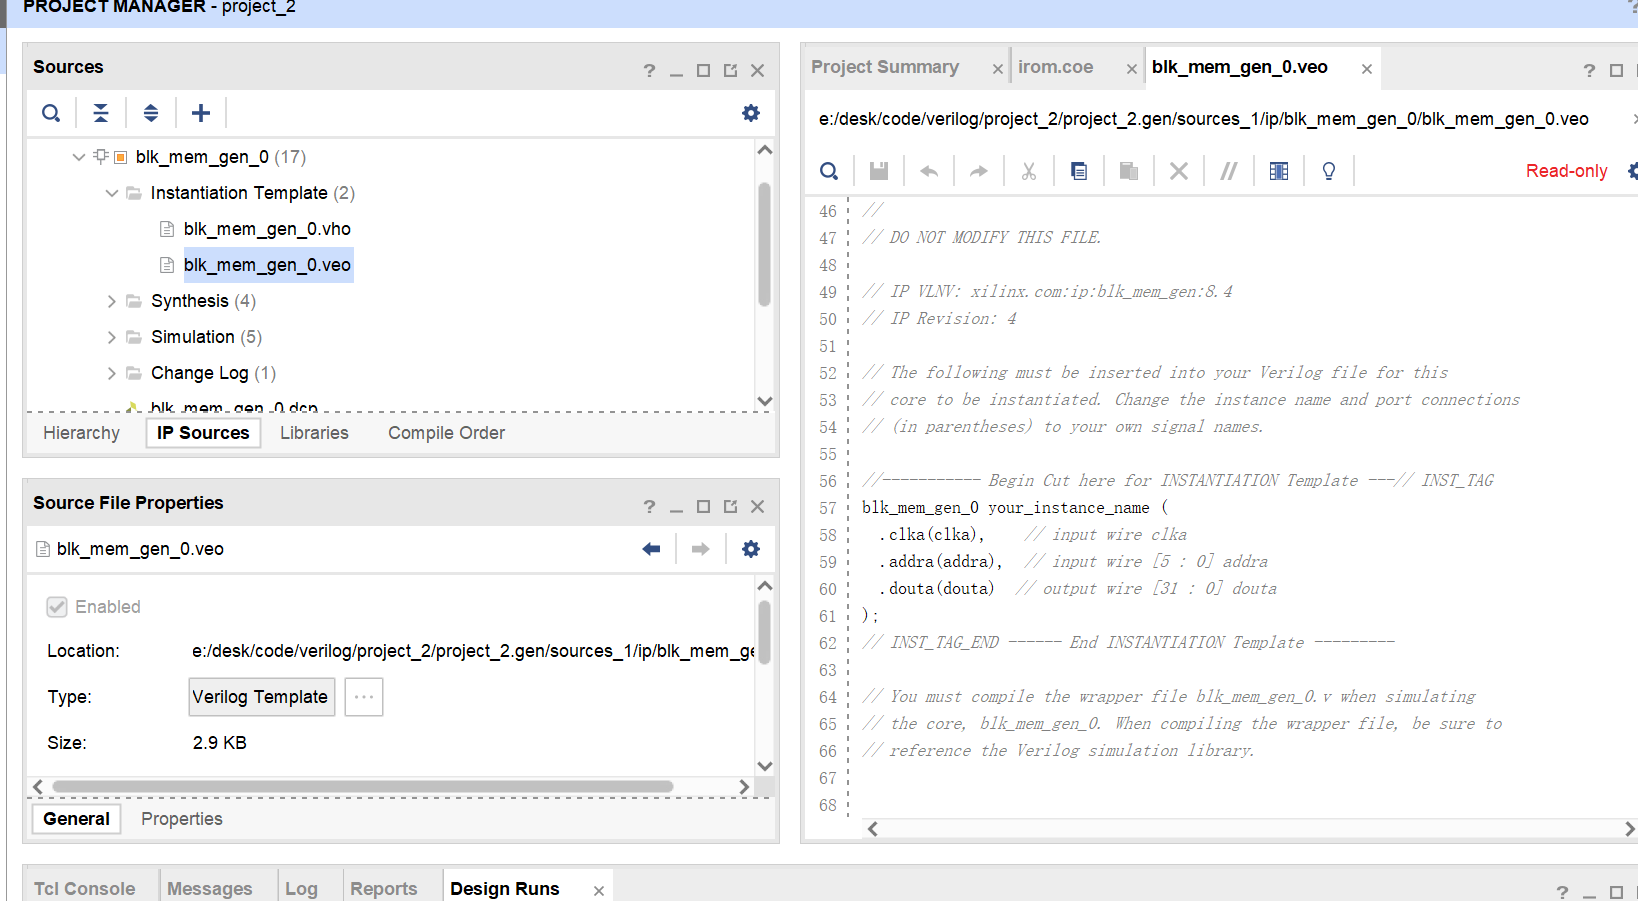 PROJECT MANAGER - project_2
Sources
blk_mem_gen_0 (17)
Instantiation Template (2)
blk_mem_gen_0.vho
blk_mem_gen_0.veo
Synthesis (4)
Simulation (5)
Change Log (1)
blk_mem_gen_0.dcp
Hierarchy IP Sources Libraries Compile Order
Source File Properties
blk_mem_gen_0.veo
Enabled
Location: e:/desk/code/verilog/project_2/project_2.gen/sources_1/ip/blk_mem_ge
Type: Verilog Template ...
Size: 2.9 KB
General Properties
Project Summary irom.coe blk_mem_gen_0.veo
e:/desk/code/verilog/project_2/project_2.gen/sources_1/ip/blk_mem_gen_0/blk_mem_gen_0.veo
Read-only
46 //
47 // DO NOT MODIFY THIS FILE.
48
49 // IP VLNV: xilinx.com:ip:blk_mem_gen:8.4
50 // IP Revision: 4
51
52 // The following must be inserted into your Verilog file for this
53 // core to be instantiated. Change the instance name and port connections
54 // (in parentheses) to your own signal names.
55
56 //----------- Begin Cut here for INSTANTIATION Template ---// INST_TAG
57 blk_mem_gen_0 your_instance_name (
58 .clka(clka), // input wire clka
59 .addra(addra), // input wire [5 : 0] addra
60 .douta(douta) // output wire [31 : 0] douta
61 );
62 // INST_TAG_END ------ End INSTANTIATION Template ---------
63
64 // You must compile the wrapper file blk_mem_gen_0.v when simulating
65 // the core, blk_mem_gen_0. When compiling the wrapper file, be sure to
66 // reference the Verilog simulation library.
67
68
Tcl Console Messages Log Reports Design Runs